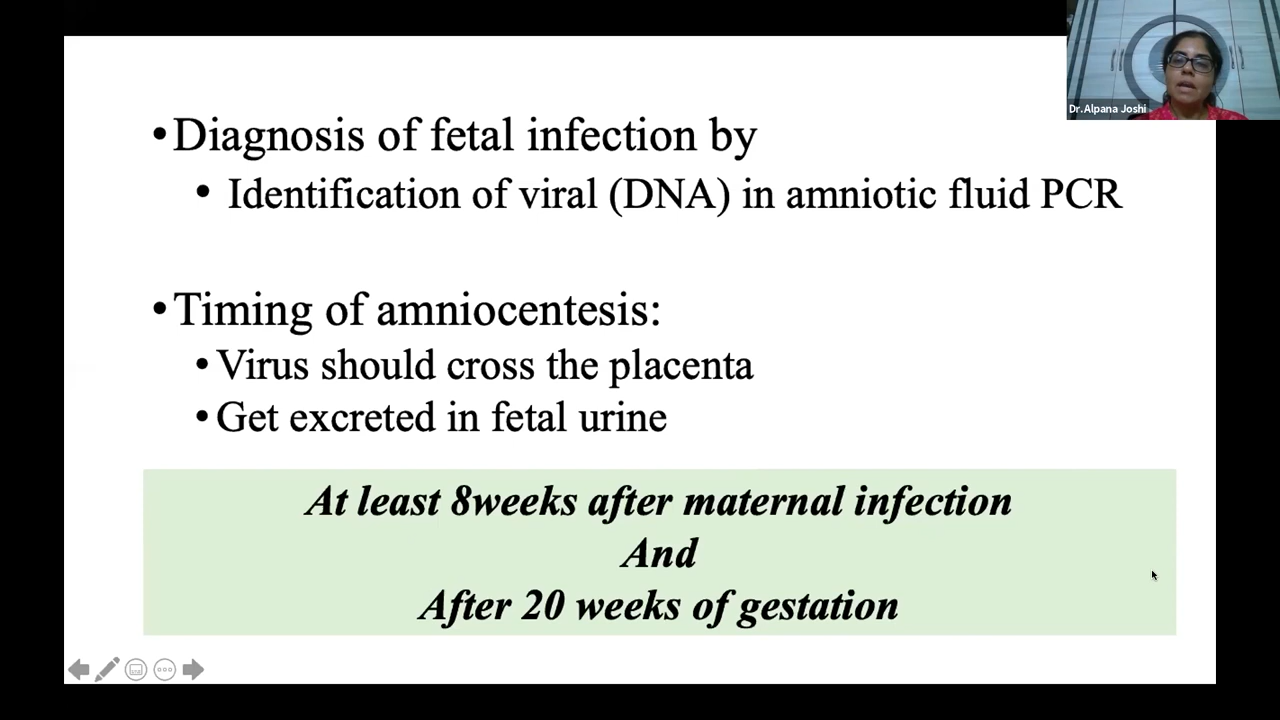 Dr.Alpana Joshi
•Diagnosis of fetal infection by
• Identification of viral (DNA) in amniotic fluid PCR
•Timing of amniocentesis:
•Virus should cross the placenta
•Get excreted in fetal urine
At least 8weeks after maternal infection
And
After 20 weeks of gestation